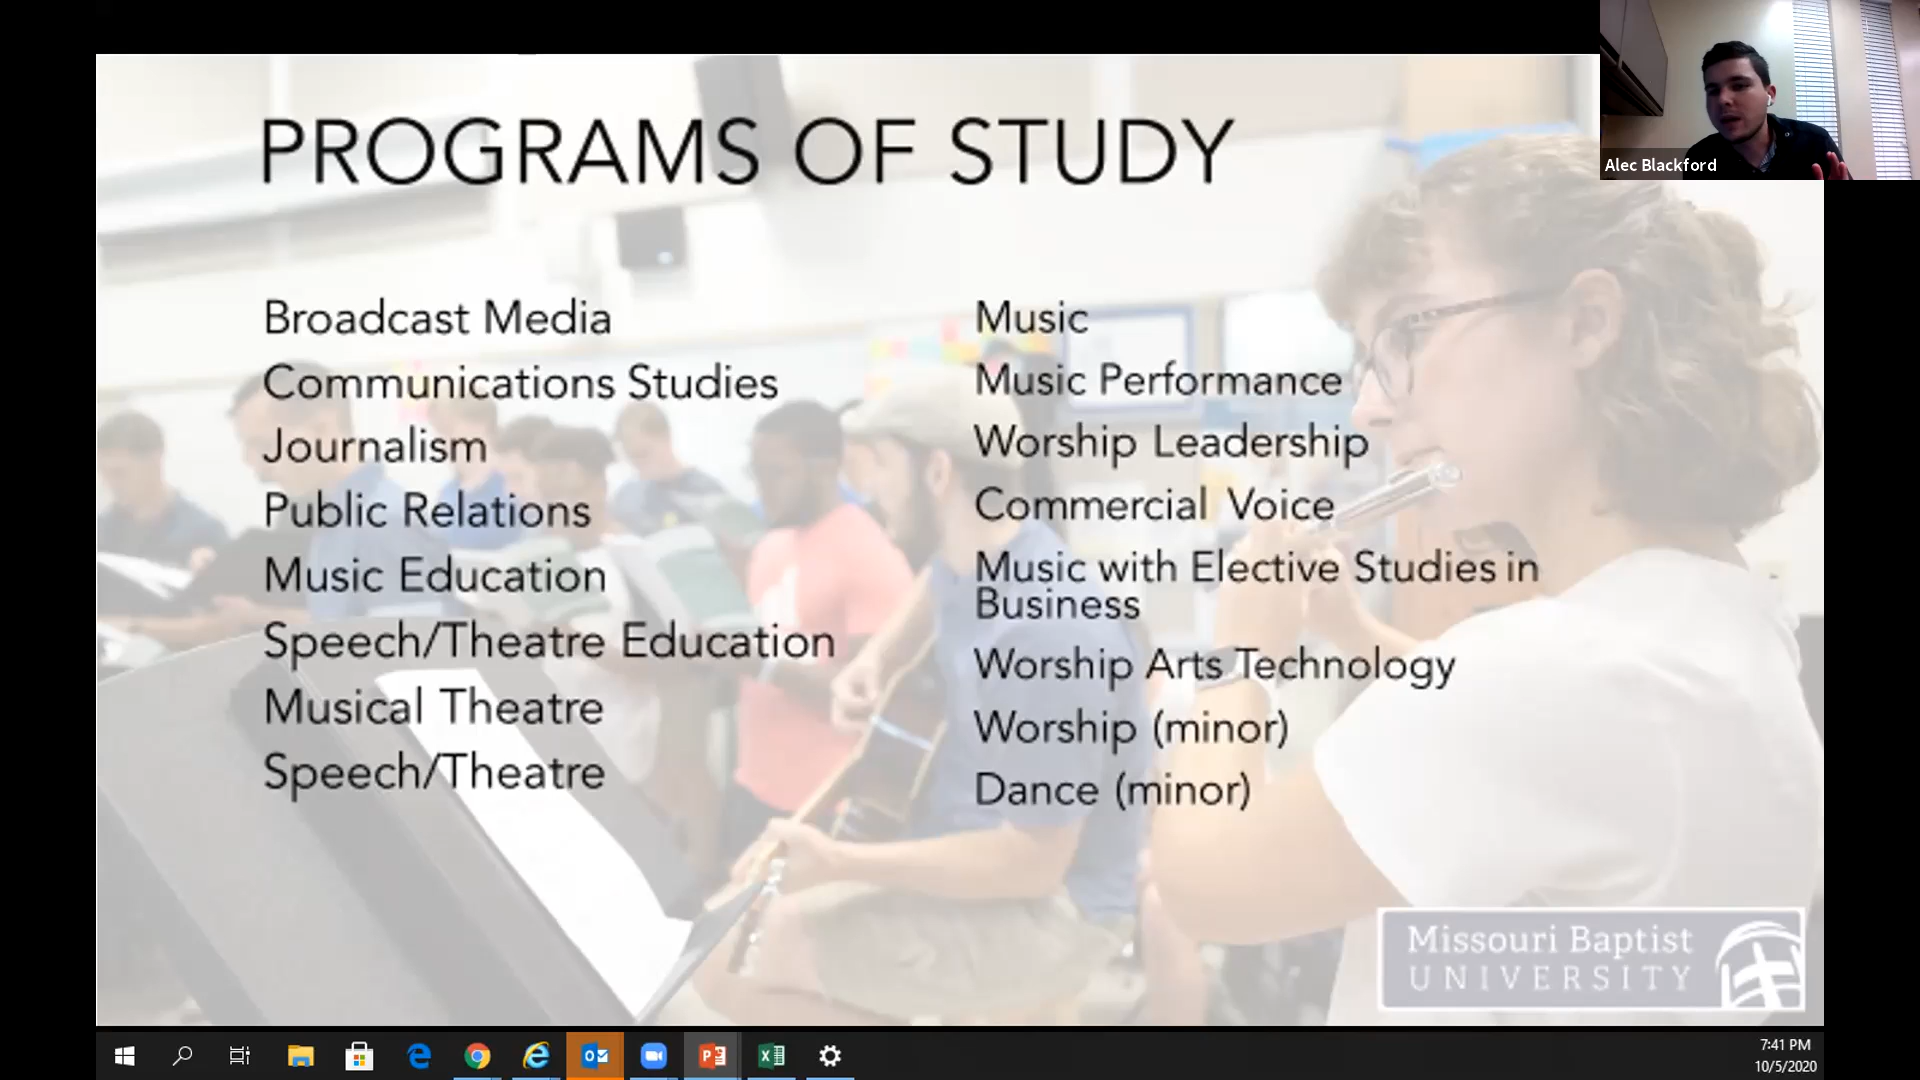 PROGRAMS OF STUDY
Alec Blackford
Broadcast Media
Communications Studies
Journalism
Public Relations
Music Education
Speech/Theatre Education
Musical Theatre
Speech/Theatre
Music
Music Performance
Worship Leadership
Commercial Voice
Music with Elective Studies in
Business
Worship Arts Technology
Worship (minor)
Dance (minor)
Missouri Baptist
UNIVERSITY
7:41 PM
10/5/2020